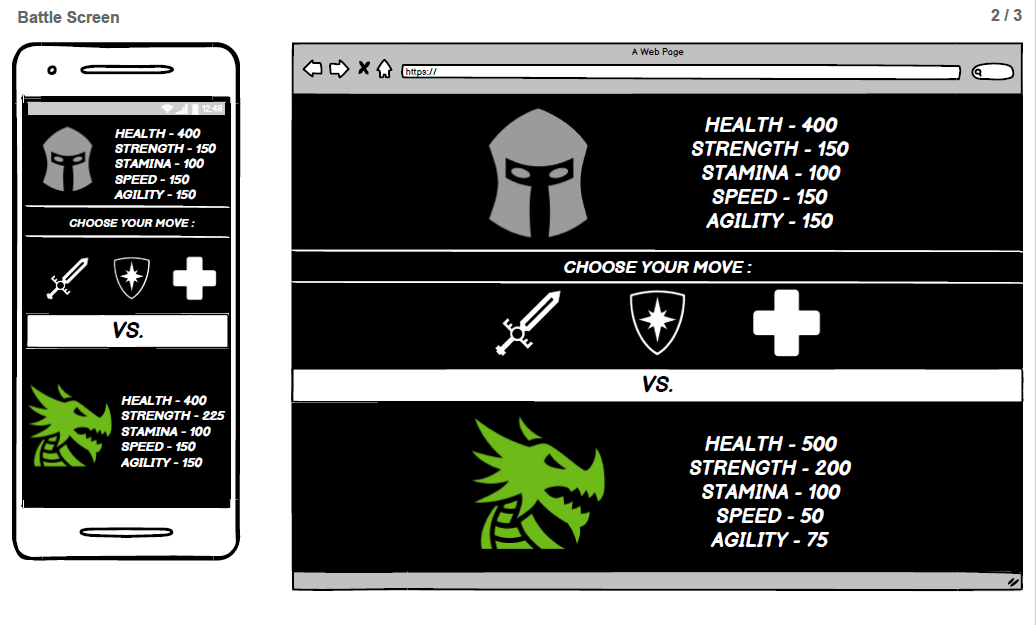 Battle Screen
2 / 3
12:48
HEALTH - 400
STRENGTH - 150
STAMINA - 100
SPEED - 150
AGILITY - 150
CHOOSE YOUR MOVE :
VS.
HEALTH - 400
STRENGTH - 225
STAMINA - 100
SPEED - 150
AGILITY - 150
A Web Page
https://
HEALTH - 400
STRENGTH - 150
STAMINA - 100
SPEED - 150
AGILITY - 150
CHOOSE YOUR MOVE :
VS.
HEALTH - 500
STRENGTH - 200
STAMINA - 100
SPEED - 50
AGILITY - 75